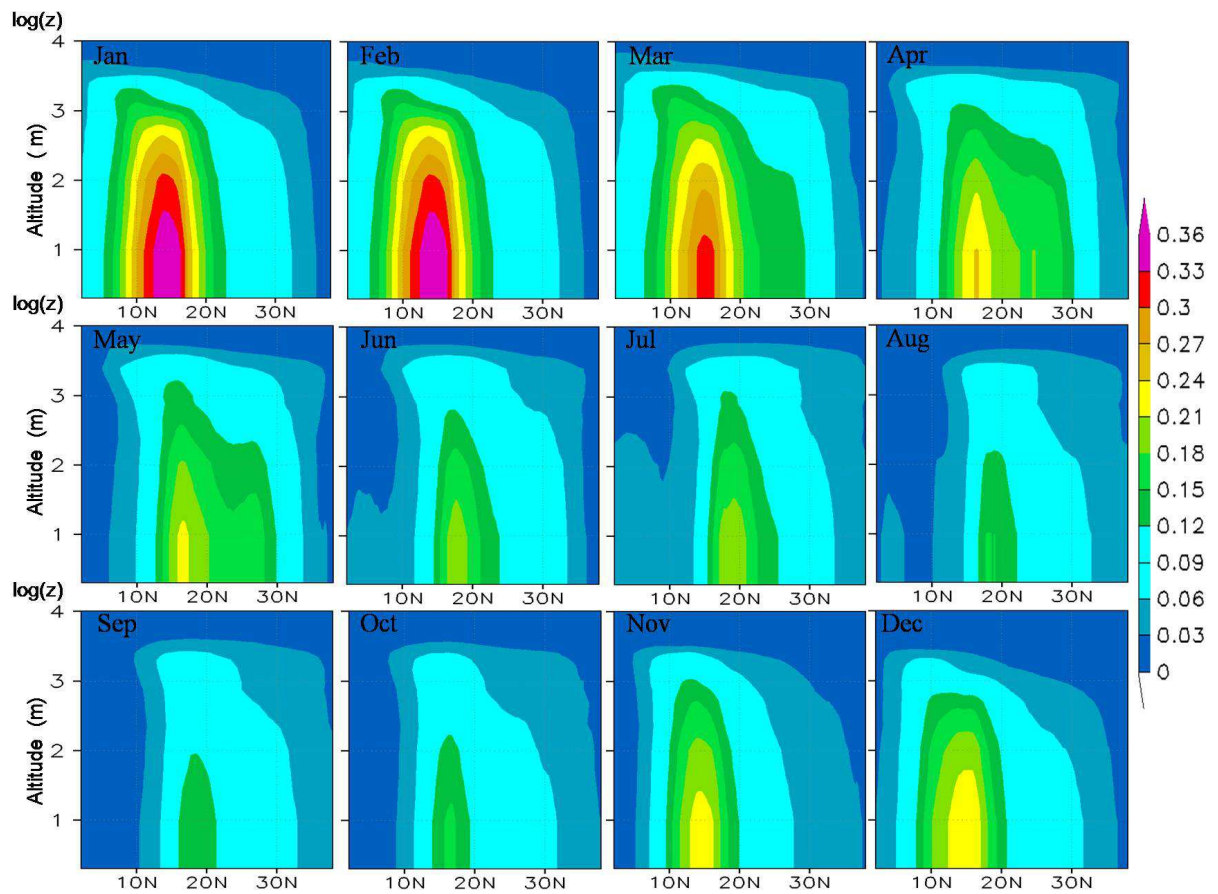 log(z)
4
3
2
1
Altitude ( m)
Jan
Feb
Mar
Apr
10N 20N 30N
10N 20N 30N
10N 20N 30N
10N 20N 30N
log(z)
4
3
2
1
Altitude (m)
May
Jun
Jul
Aug
10N 20N 30N
10N 20N 30N
10N 20N 30N
10N 20N 30N
log(z)
4
3
2
1
Altitude (m)
Sep
Oct
Nov
Dec
10N 20N 30N
10N 20N 30N
10N 20N 30N
10N 20N 30N
0.36
0.33
0.3
0.27
0.24
0.21
0.18
0.15
0.12
0.09
0.06
0.03
0